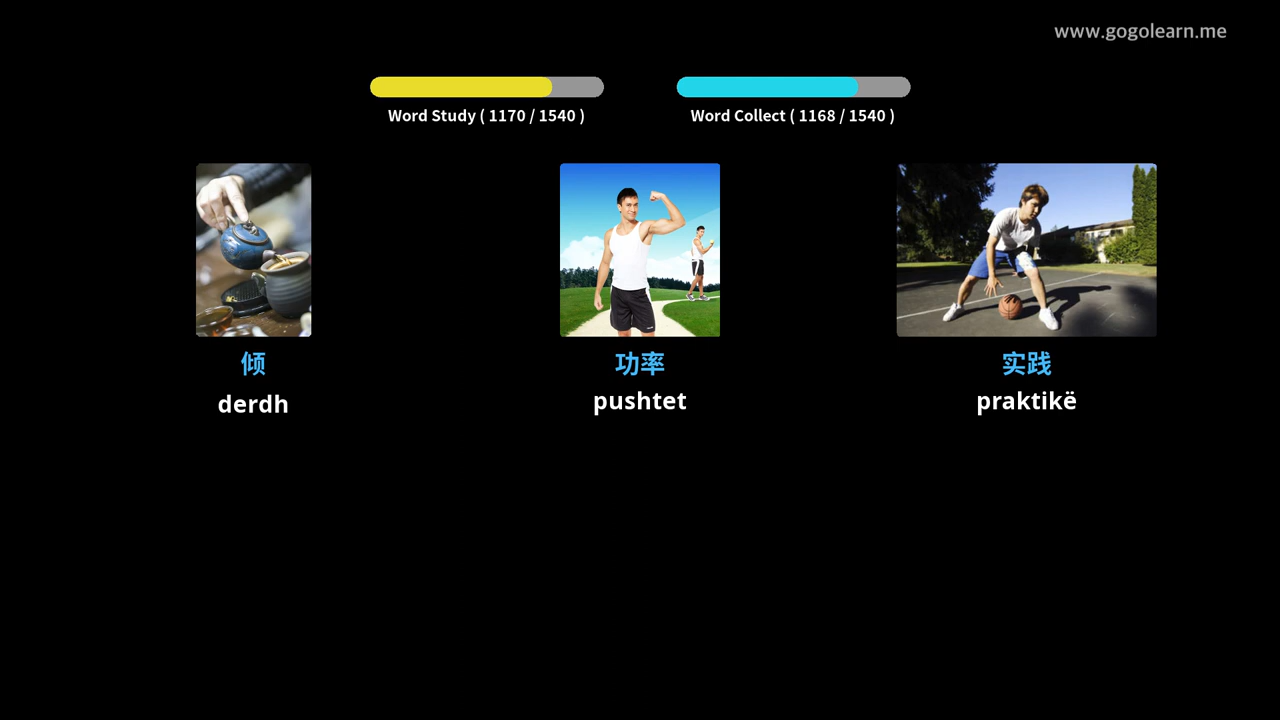 www.gogolearn.me
Word Study ( 1170 / 1540 )
Word Collect ( 1168 / 1540 )
倾
功率
实践
derdh
pushtet
praktikë